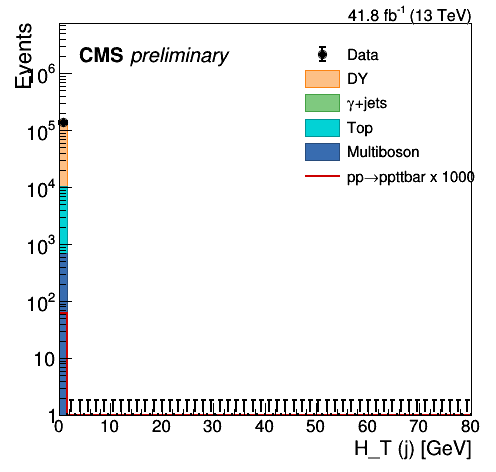 41.8 fb⁻¹ (13 TeV)
Events
CMS preliminary
Data
DY
γ+jets
Top
Multiboson
pp→ppttbar x 1000
10⁶
10⁵
10⁴
10³
10²
10
1
0 10 20 30 40 50 60 70 80
H_T (j) [GeV]